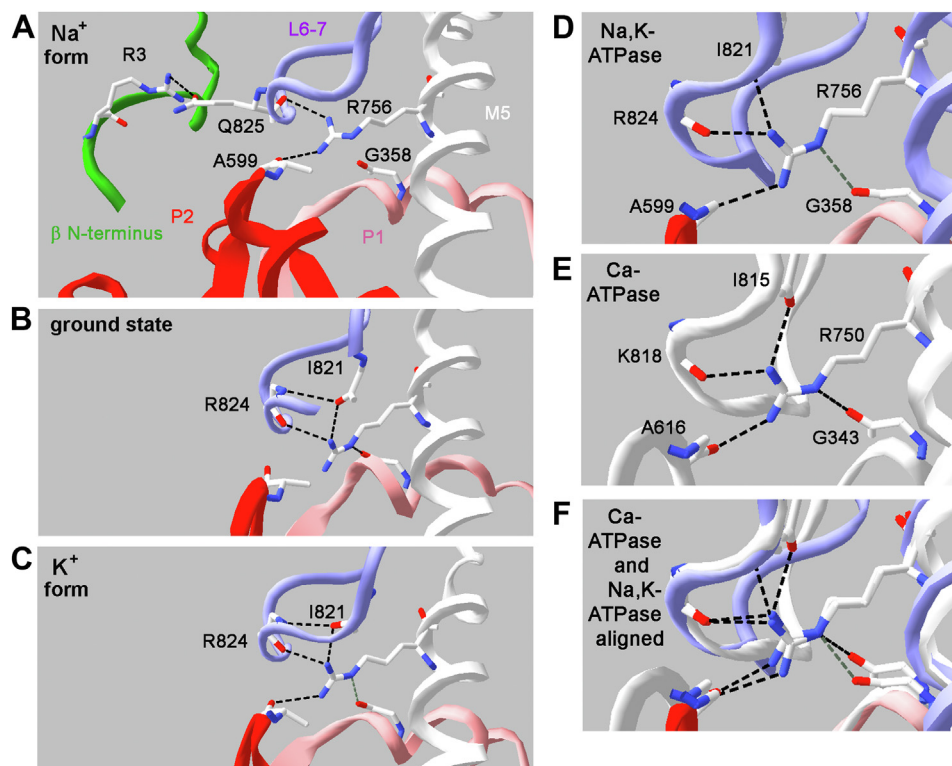 A
Na+
form
R3
L6-7
R756
M5
Q825
A599
G358
P2
P1
β N-terminus
B
ground state
I821
R824
C
K+
form
I821
R824
D
Na,K-
ATPase
I821
R756
R824
A599
G358
E
Ca-
ATPase
I815
R750
K818
A616
G343
F
Ca-
ATPase
and
Na,K-
ATPase
aligned